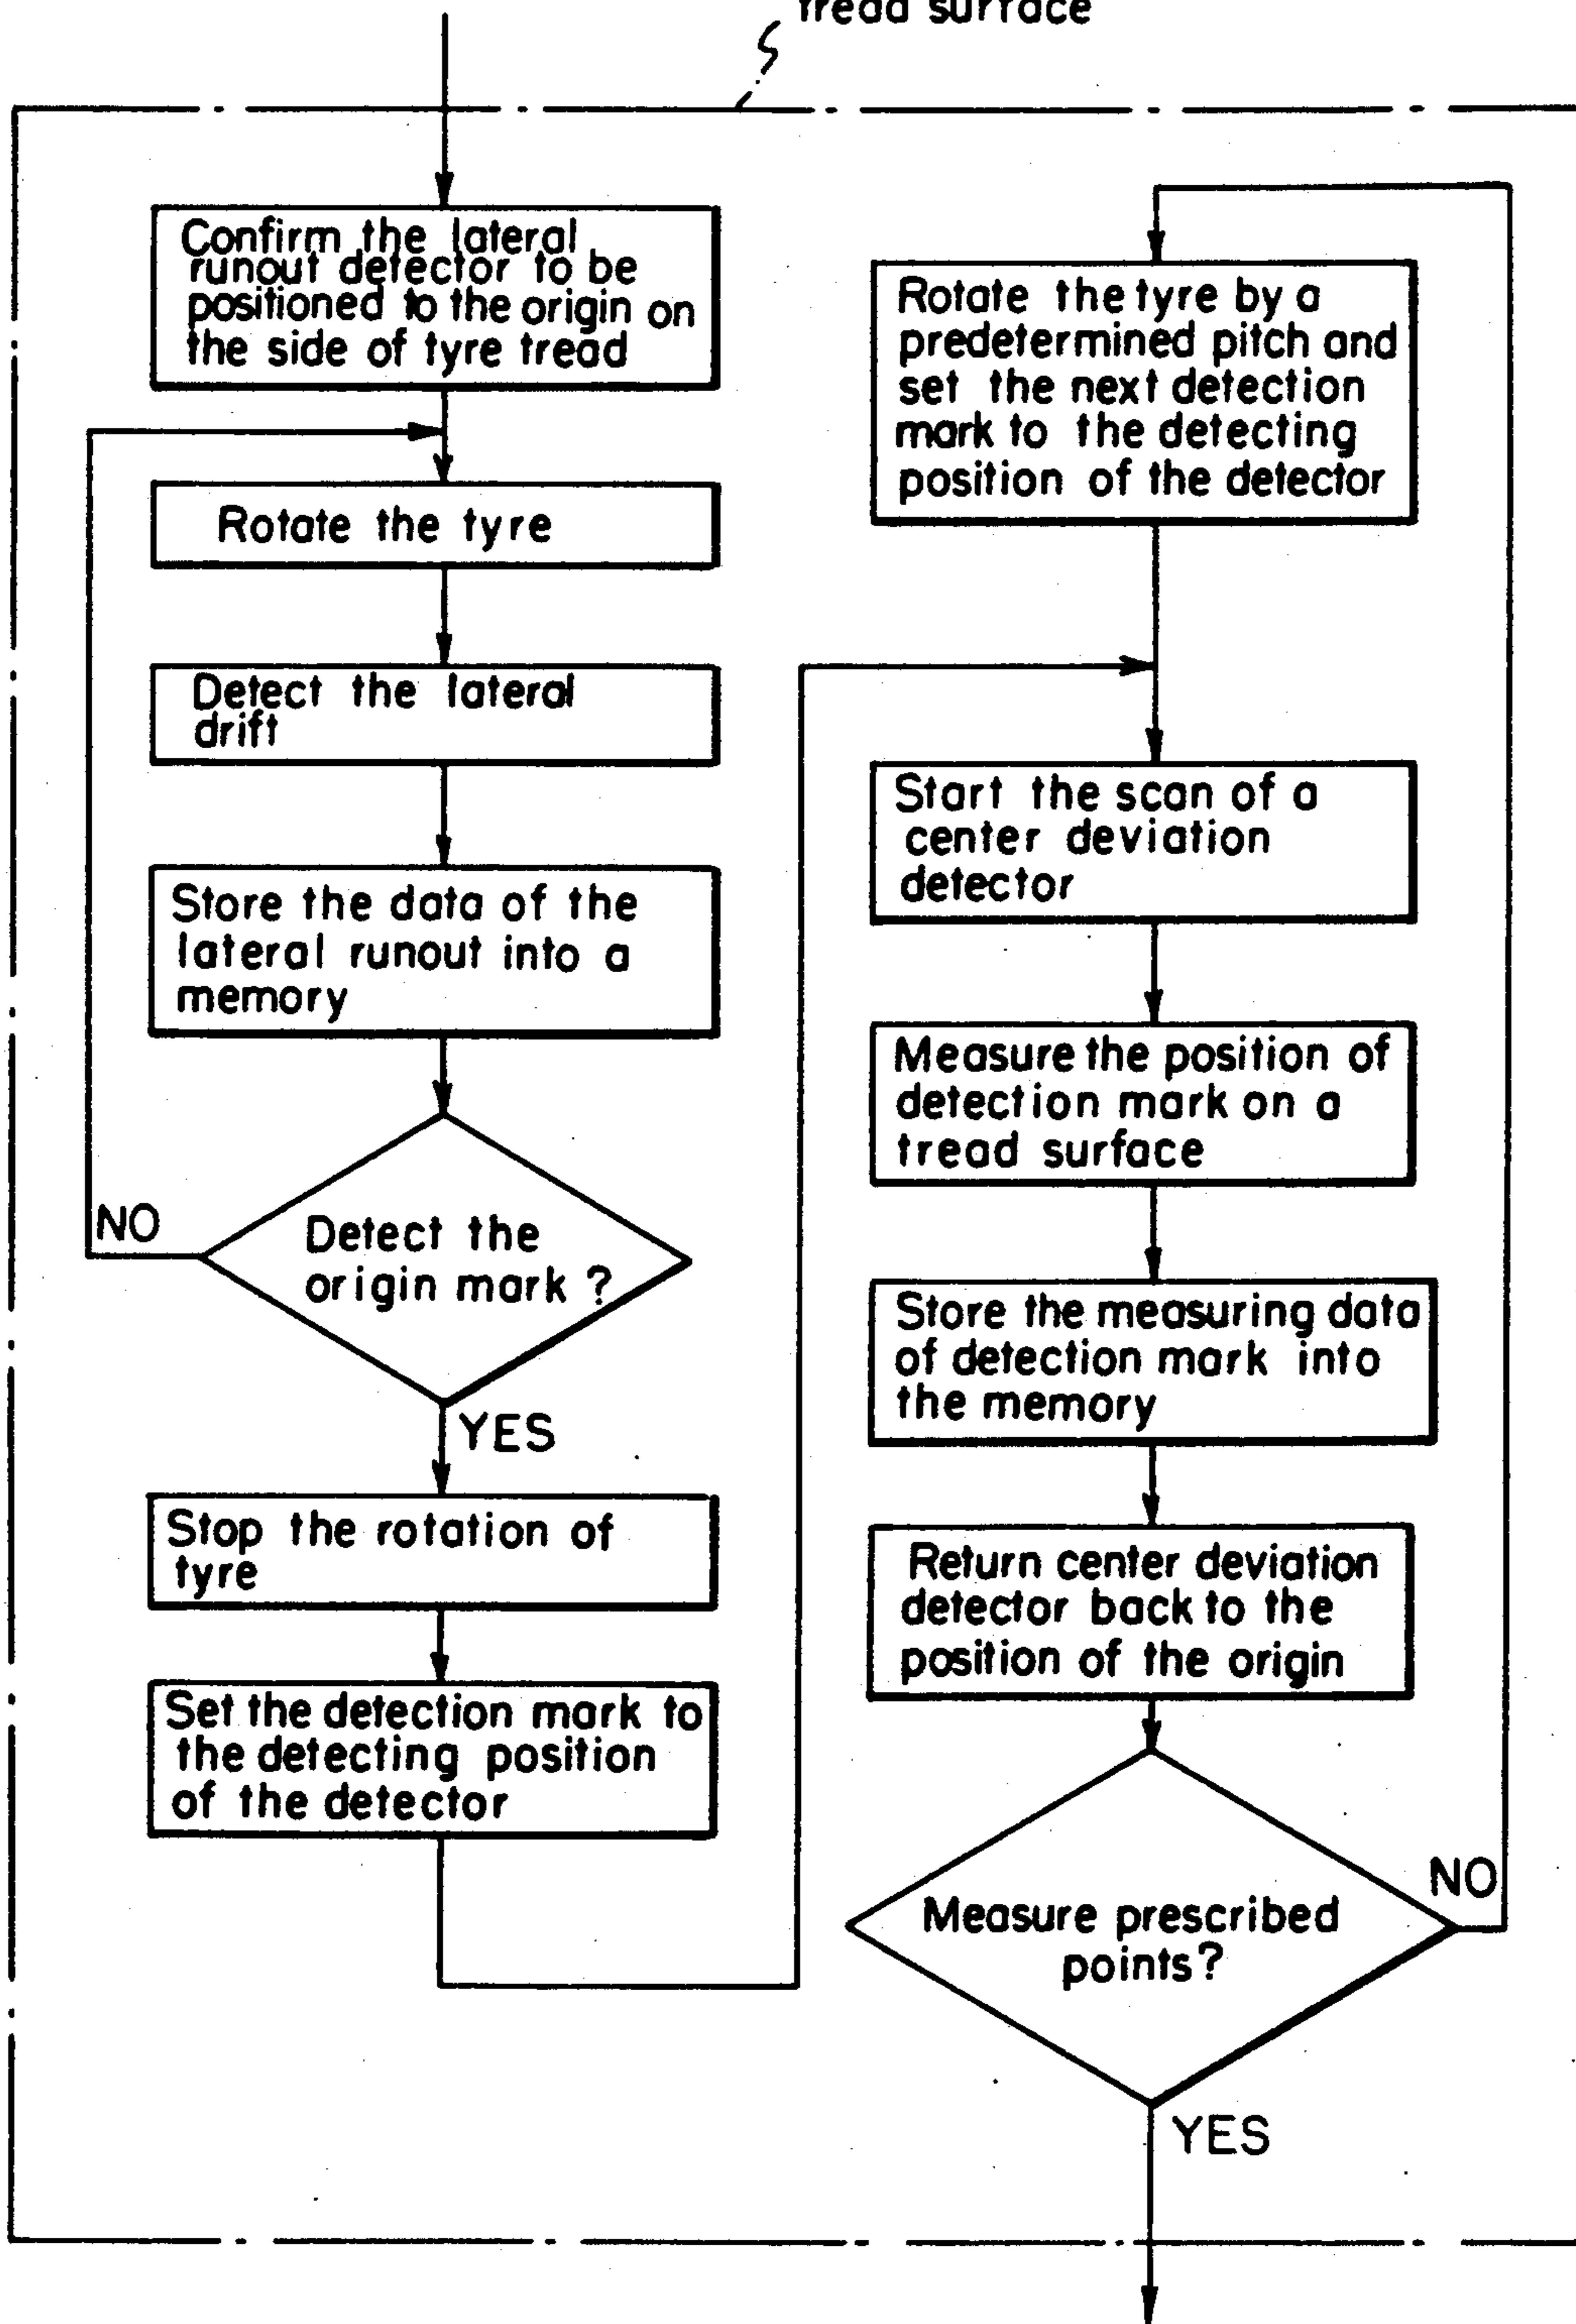 tread surface
Confirm the lateral
runout detector to be
positioned to the origin on
the side of tyre tread
Rotate the tyre
Detect the lateral
drift
Store the data of the
lateral runout into a
memory
Detect the
origin mark ?
NO
YES
Stop the rotation of
tyre
Set the detection mark to
the detecting position
of the detector
Rotate the tyre by a
predetermined pitch and
set the next detection
mark to the detecting
position of the detector
Start the scan of a
center deviation
detector
Measure the position of
detection mark on a
tread surface
Store the measuring data
of detection mark into
the memory
Return center deviation
detector back to the
position of the origin
Measure prescribed
points?
NO
YES